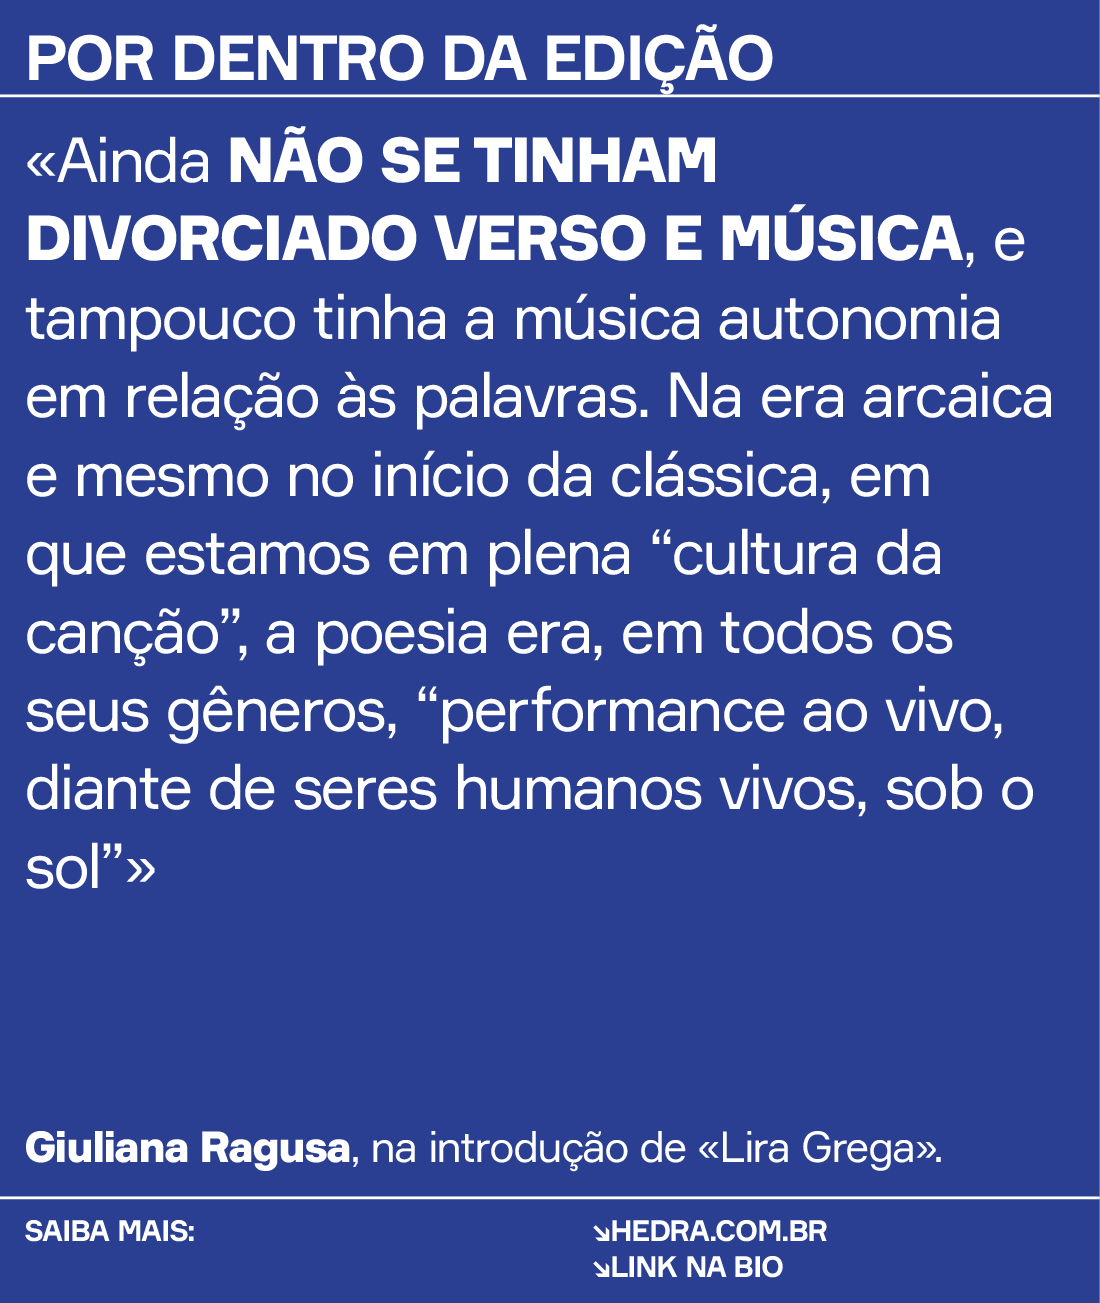 POR DENTRO DA EDIÇÃO
«Ainda NÃO SE TINHAM
DIVORCIADO VERSO E MÚSICA, e
tampouco tinha a música autonomia
em relação às palavras. Na era arcaica
e mesmo no início da clássica, em
que estamos em plena “cultura da
canção”, a poesia era, em todos os
seus gêneros, “performance ao vivo,
diante de seres humanos vivos, sob o
sol”»
Giuliana Ragusa, na introdução de «Lira Grega».
SAIBA MAIS:
↘HEDRA.COM.BR
↘LINK NA BIO